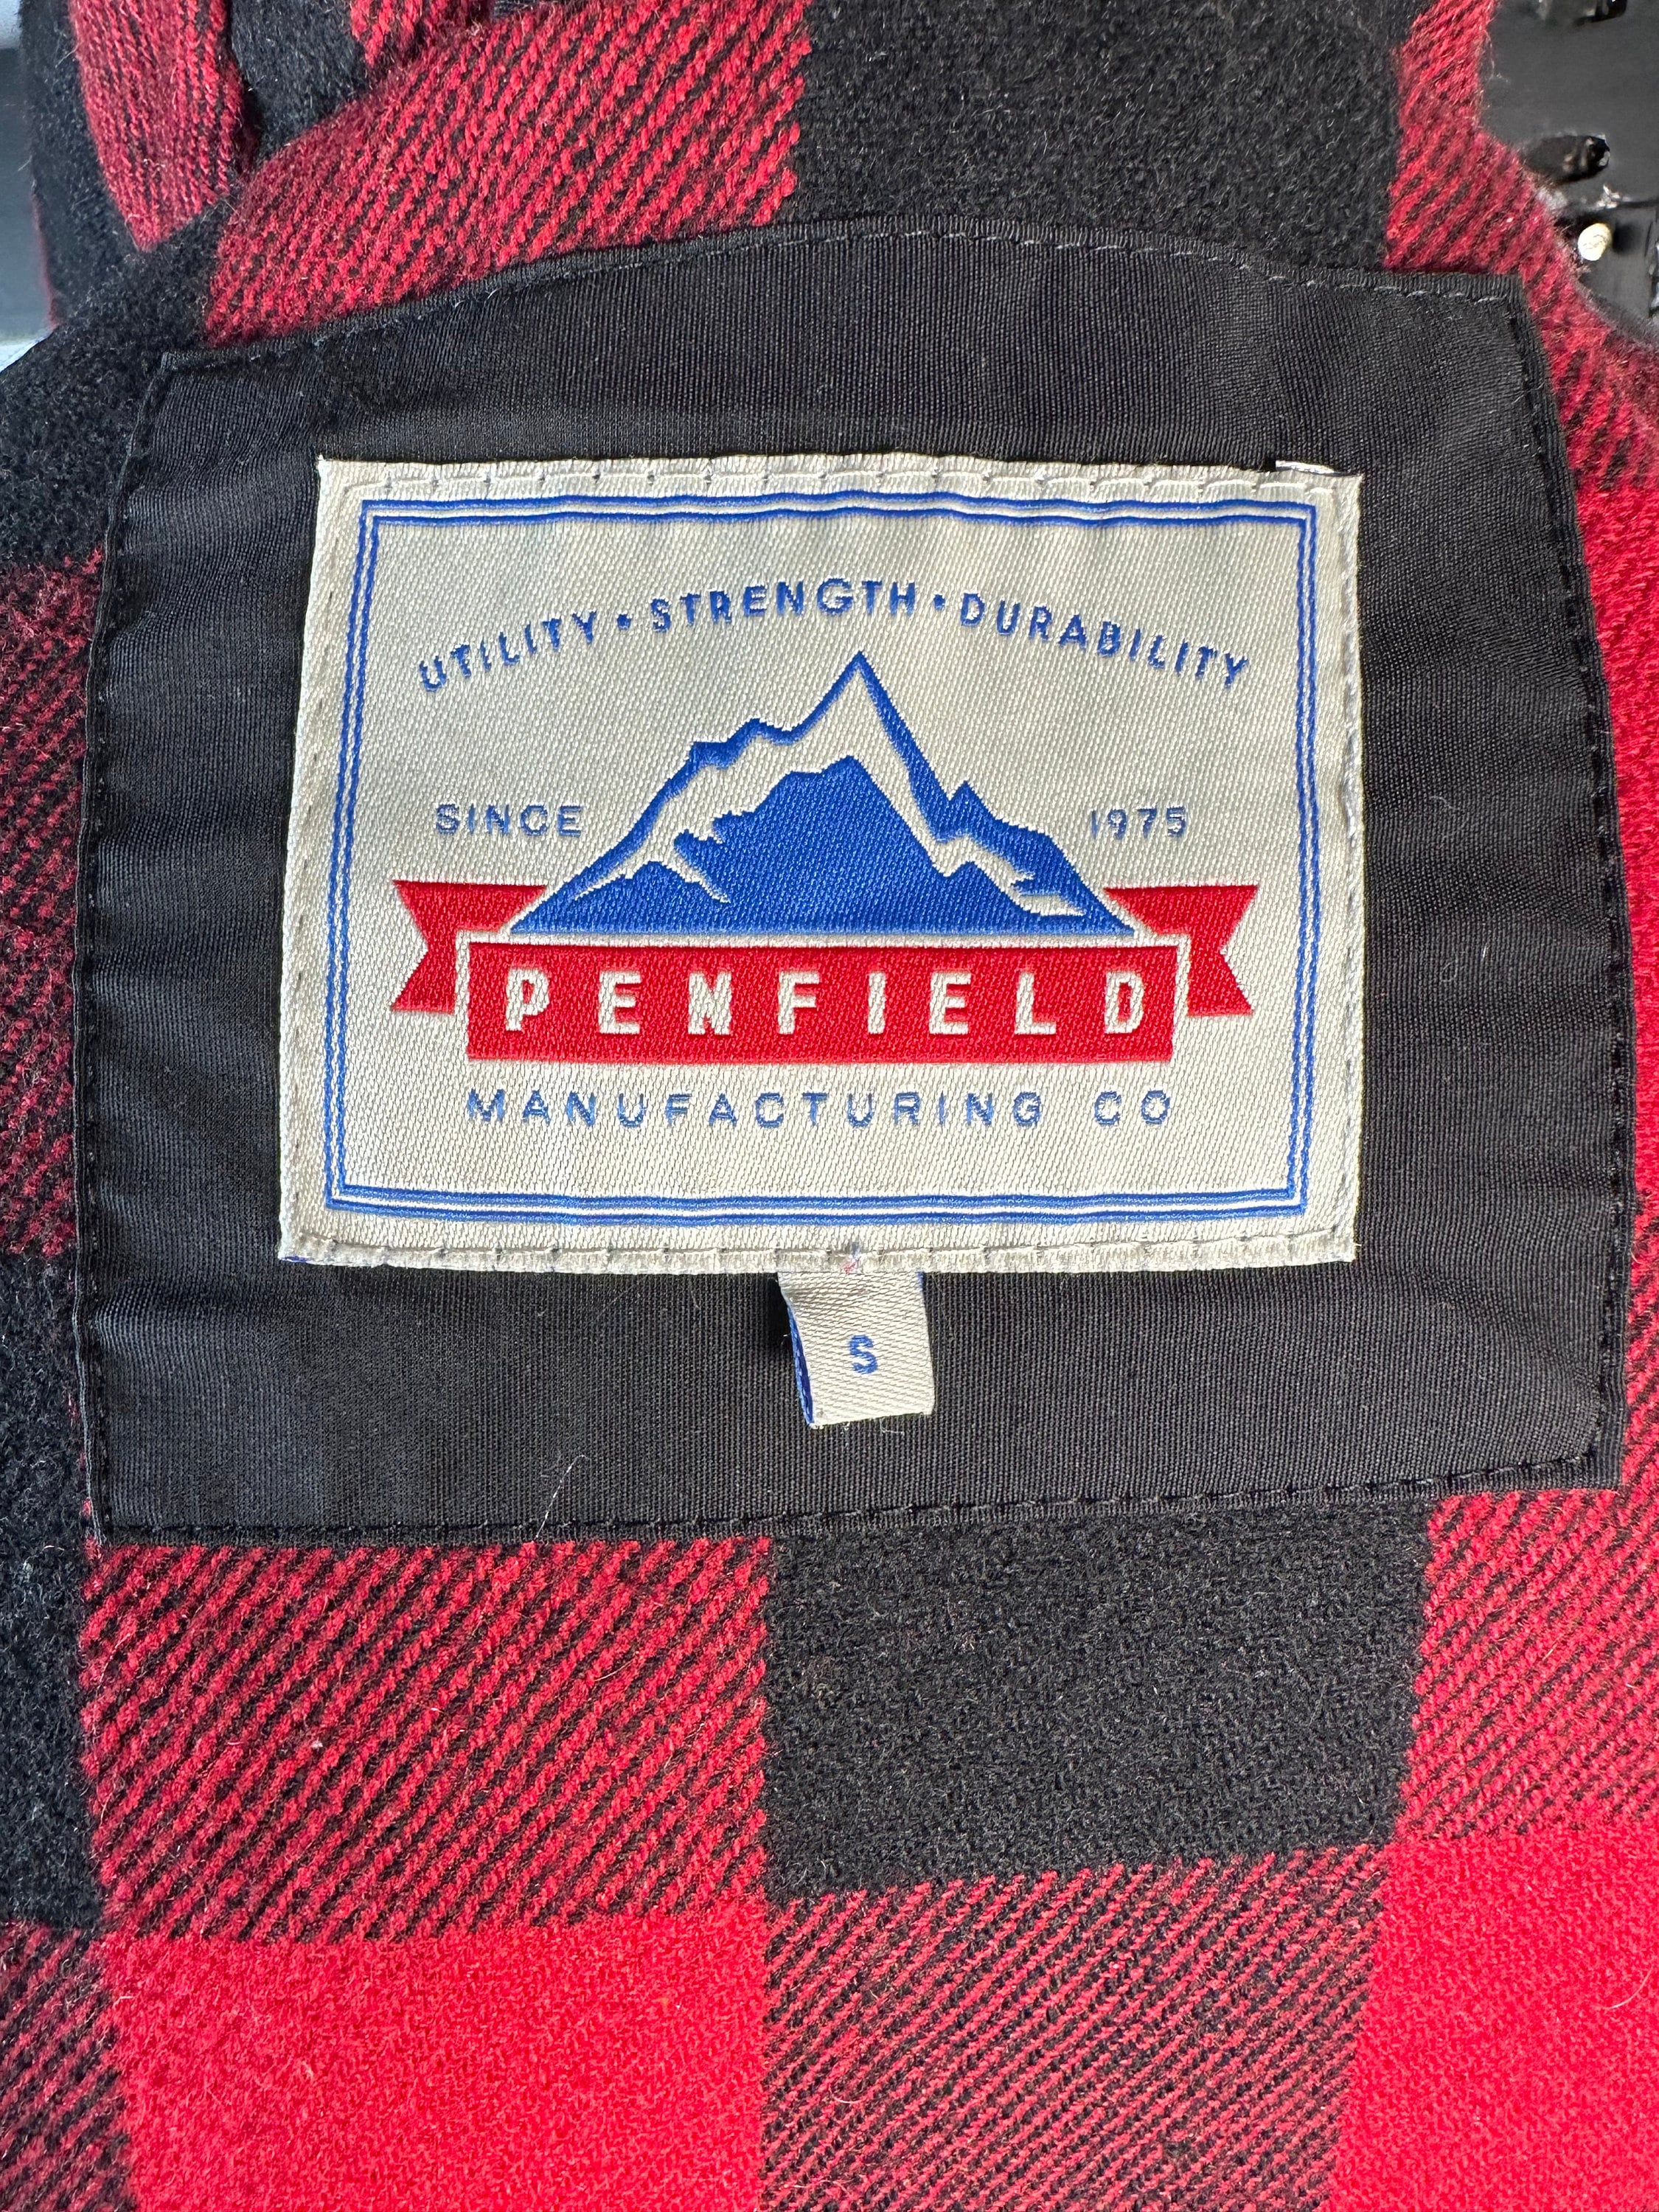 UTILITY • STRENGTH • DURABILITY
SINCE 1975
PENFIELD
MANUFACTURING CO
S